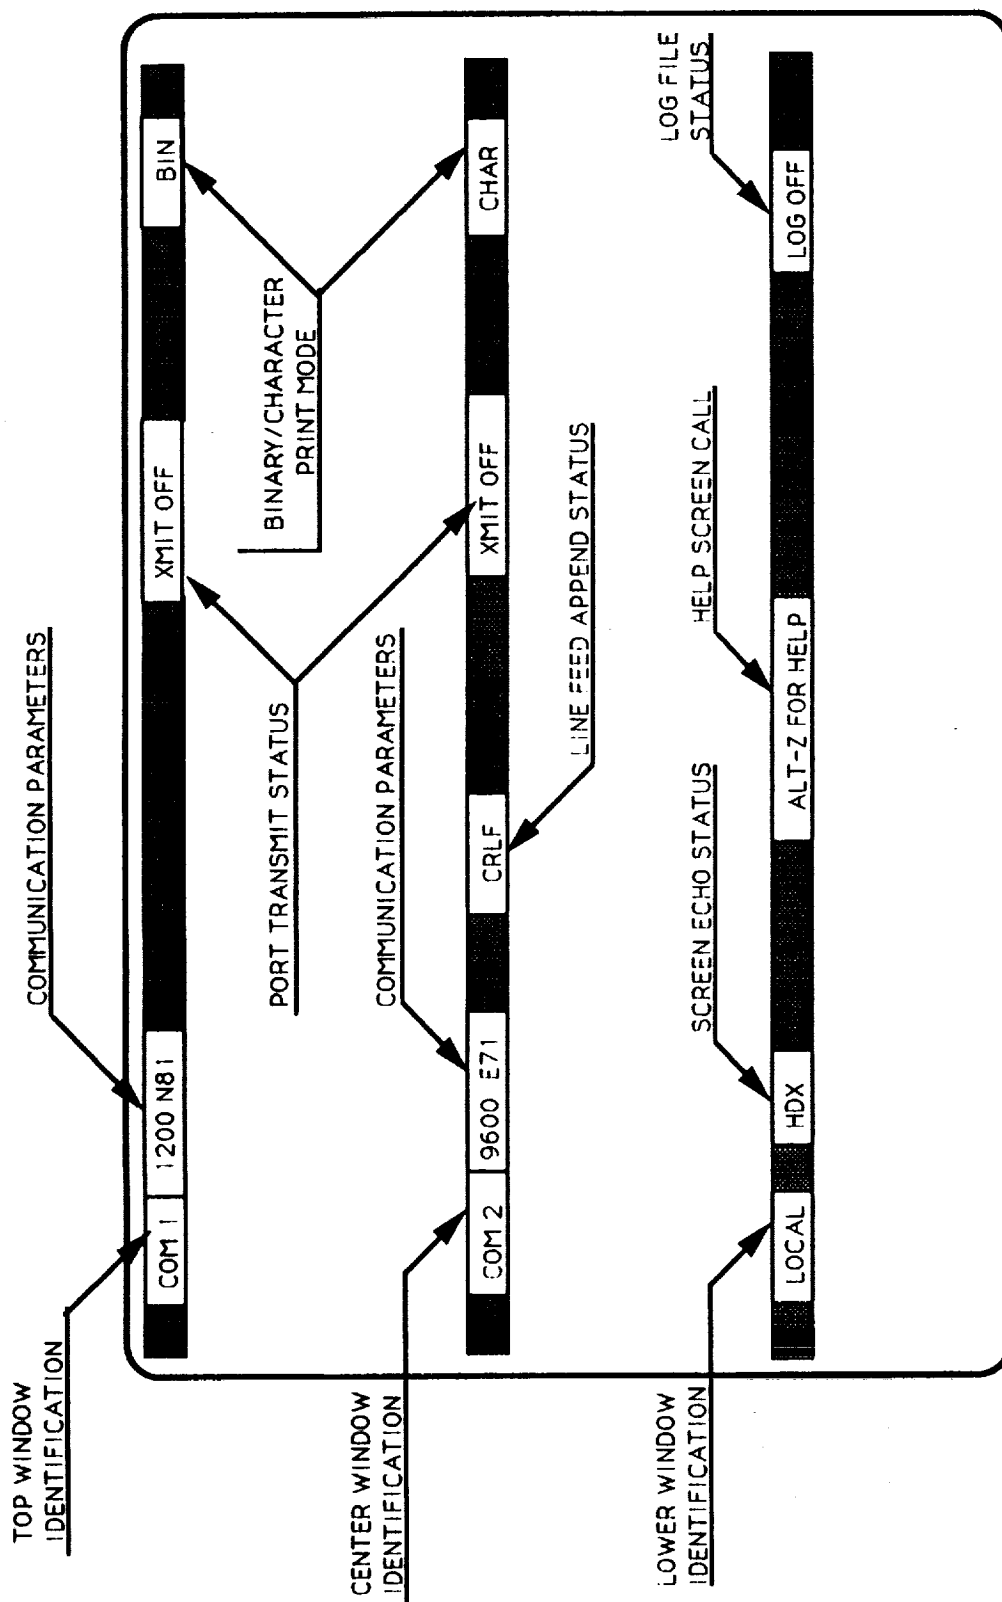 TOP WINDOW
IDENTIFICATION
COMMUNICATION PARAMETERS
COM 1
1200 N81
XMIT OFF
BIN
PORT TRANSMIT STATUS
BINARY/CHARACTER
PRINT MODE
CENTER WINDOW
IDENTIFICATION
COMMUNICATION PARAMETERS
COM 2
9600 E71
CRLF
XMIT OFF
CHAR
LINE FEED APPEND STATUS
LOWER WINDOW
IDENTIFICATION
SCREEN ECHO STATUS
HELP SCREEN CALL
LOG FILE
STATUS
LOCAL
HDX
ALT-Z FOR HELP
LOG OFF